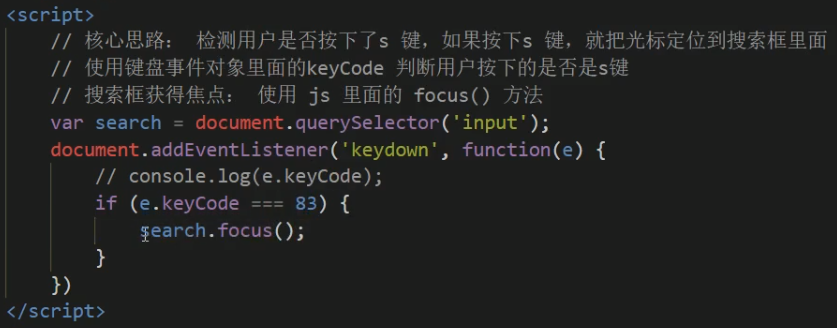 <script>
// 核心思路： 检测用户是否按下了s 键，如果按下s 键，就把光标定位到搜索框里面
// 使用键盘事件对象里面的keyCode 判断用户按下的是否是s键
// 搜索框获得焦点： 使用 js 里面的 focus() 方法
var search = document.querySelector('input');
document.addEventListener('keydown', function(e) {
// console.log(e.keyCode);
if (e.keyCode === 83) {
search.focus();
}
})
</script>